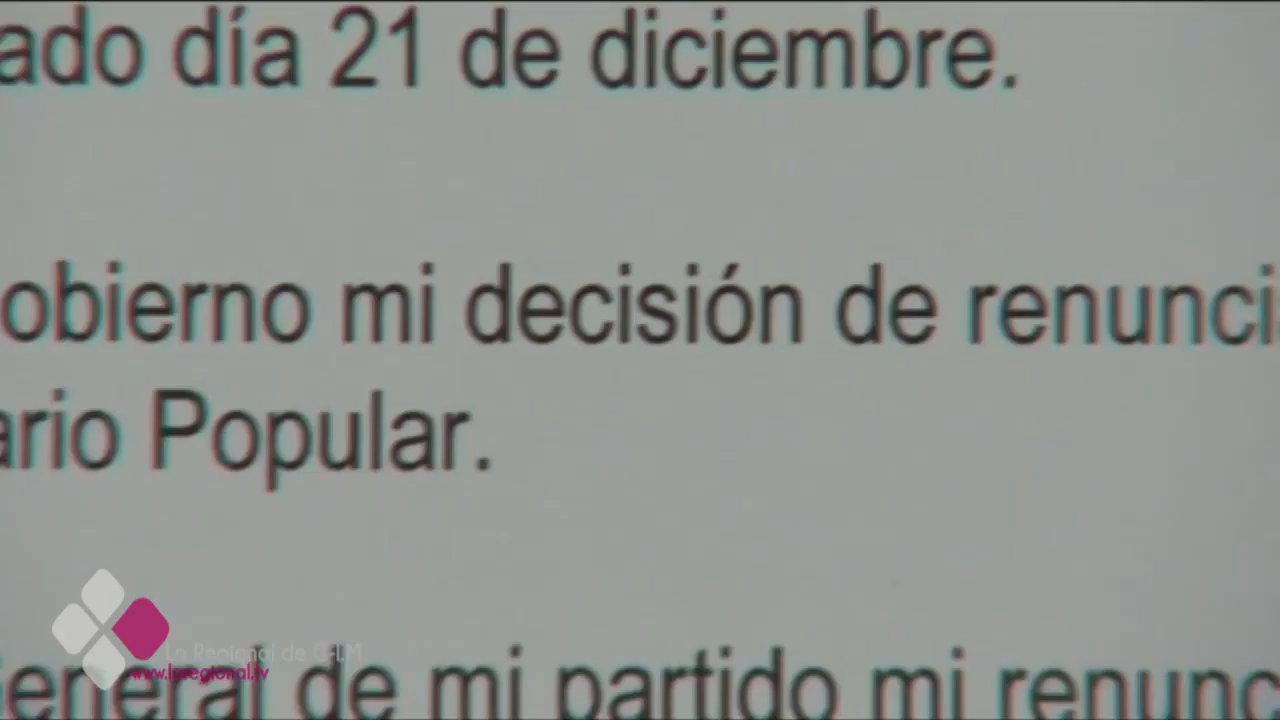 ado día 21 de diciembre.
obierno mi decisión de renunci
ario Popular.
La Regional de C-LM
www.laregional.tv
eneral de mi partido mi renunc